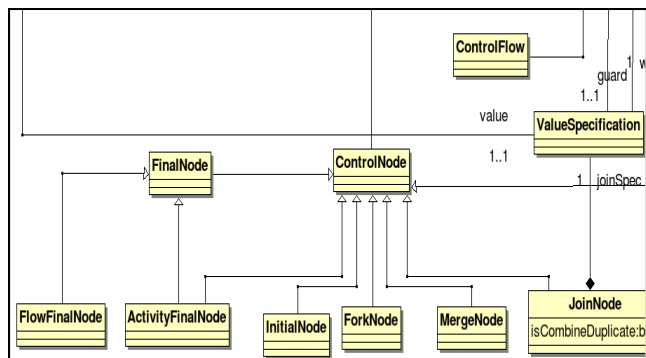 ControlFlow
guard
1
w
1..1
value
ValueSpecification
1..1
FinalNode
ControlNode
1
joinSpec
FlowFinalNode
ActivityFinalNode
InitialNode
ForkNode
MergeNode
JoinNode
isCombineDuplicate:b